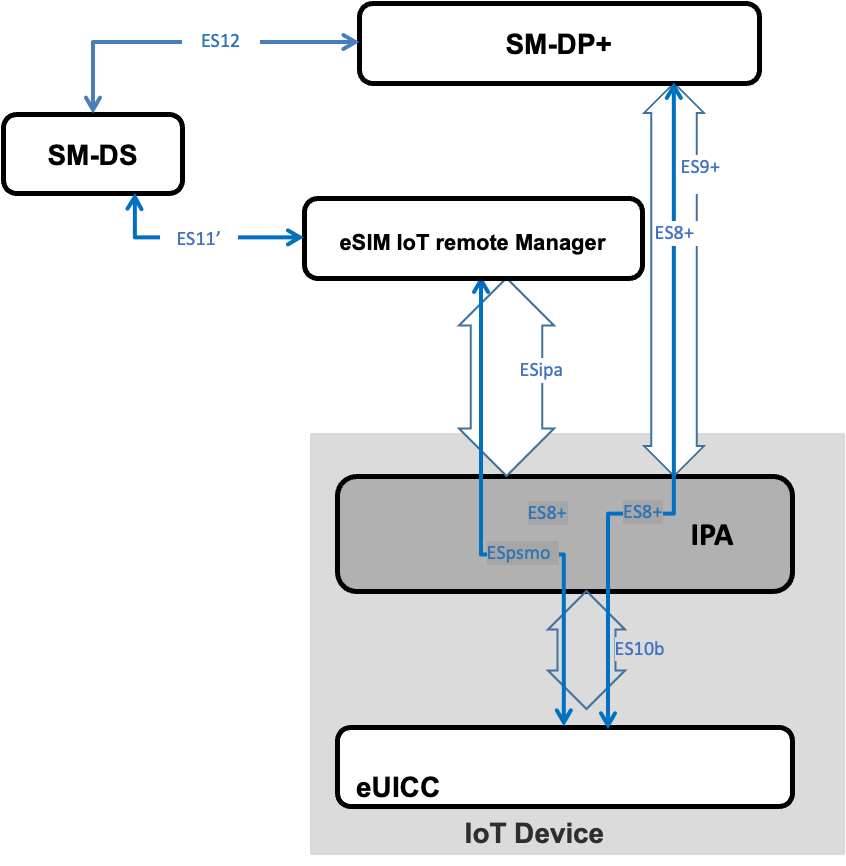 ES12
SM-DP+
SM-DS
ES9+
ES8+
ES11’
eSIM IoT remote Manager
ESipa
ES8+
ES8+
IPA
ESpsmo
ES10b
eUICC
IoT Device